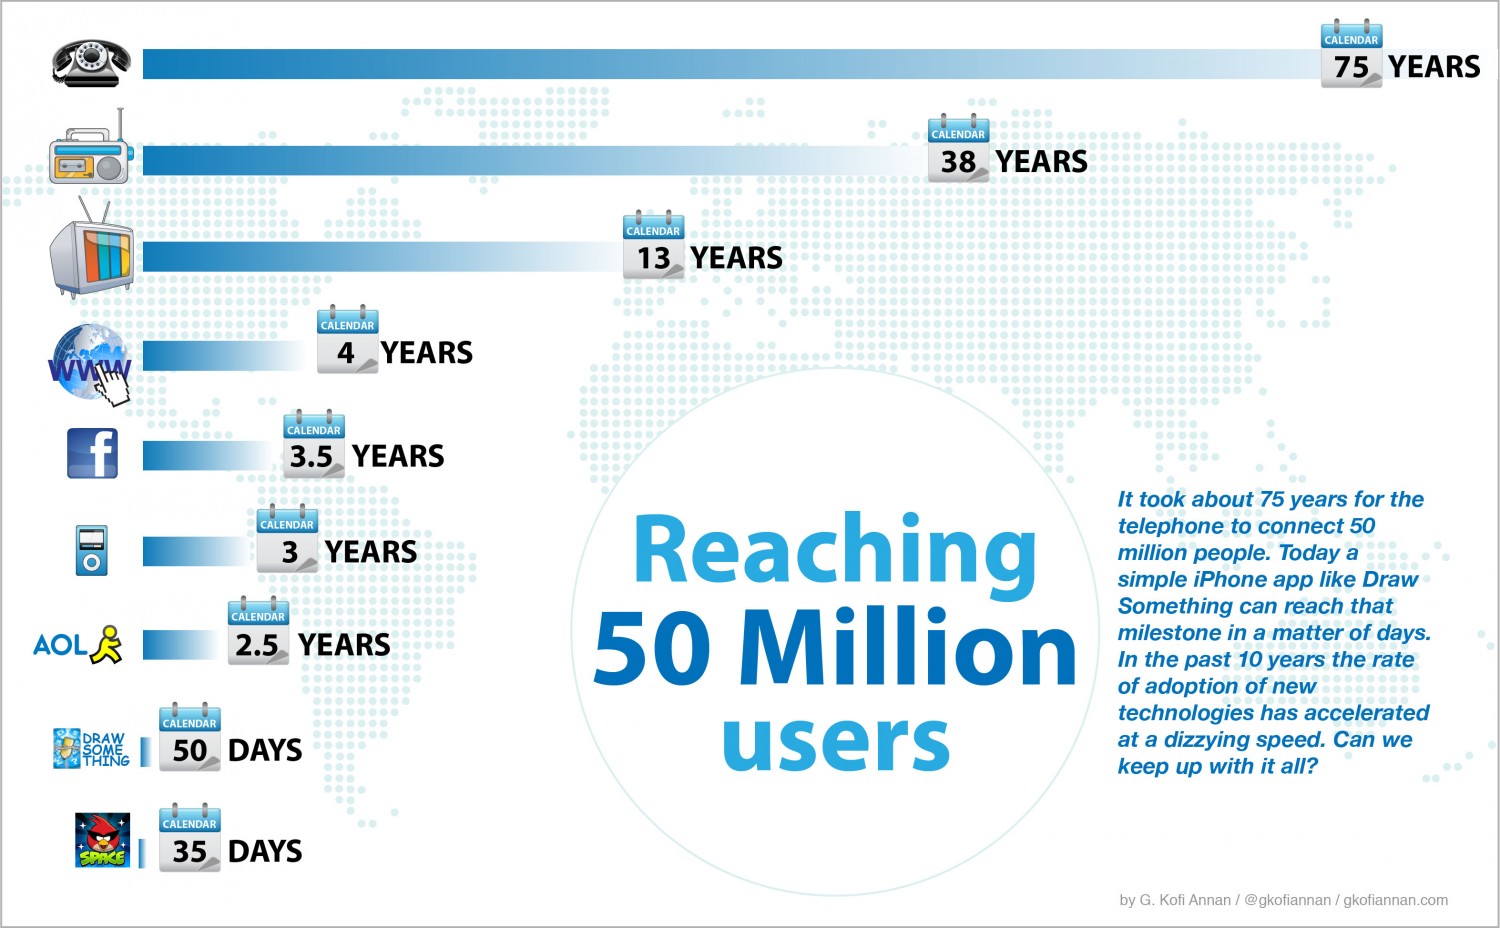 CALENDAR
75 YEARS
CALENDAR
38 YEARS
CALENDAR
13 YEARS
WWW
CALENDAR
4 YEARS
f
CALENDAR
3.5 YEARS
CALENDAR
3 YEARS
AOL
CALENDAR
2.5 YEARS
DRAW
SOME
THING
CALENDAR
50 DAYS
SPACE
CALENDAR
35 DAYS
Reaching
50 Million
users
It took about 75 years for the
telephone to connect 50
million people. Today a
simple iPhone app like Draw
Something can reach that
milestone in a matter of days.
In the past 10 years the rate
of adoption of new
technologies has accelerated
at a dizzying speed. Can we
keep up with it all?
by G. Kofi Annan / @gkofiannan / gkofiannan.com